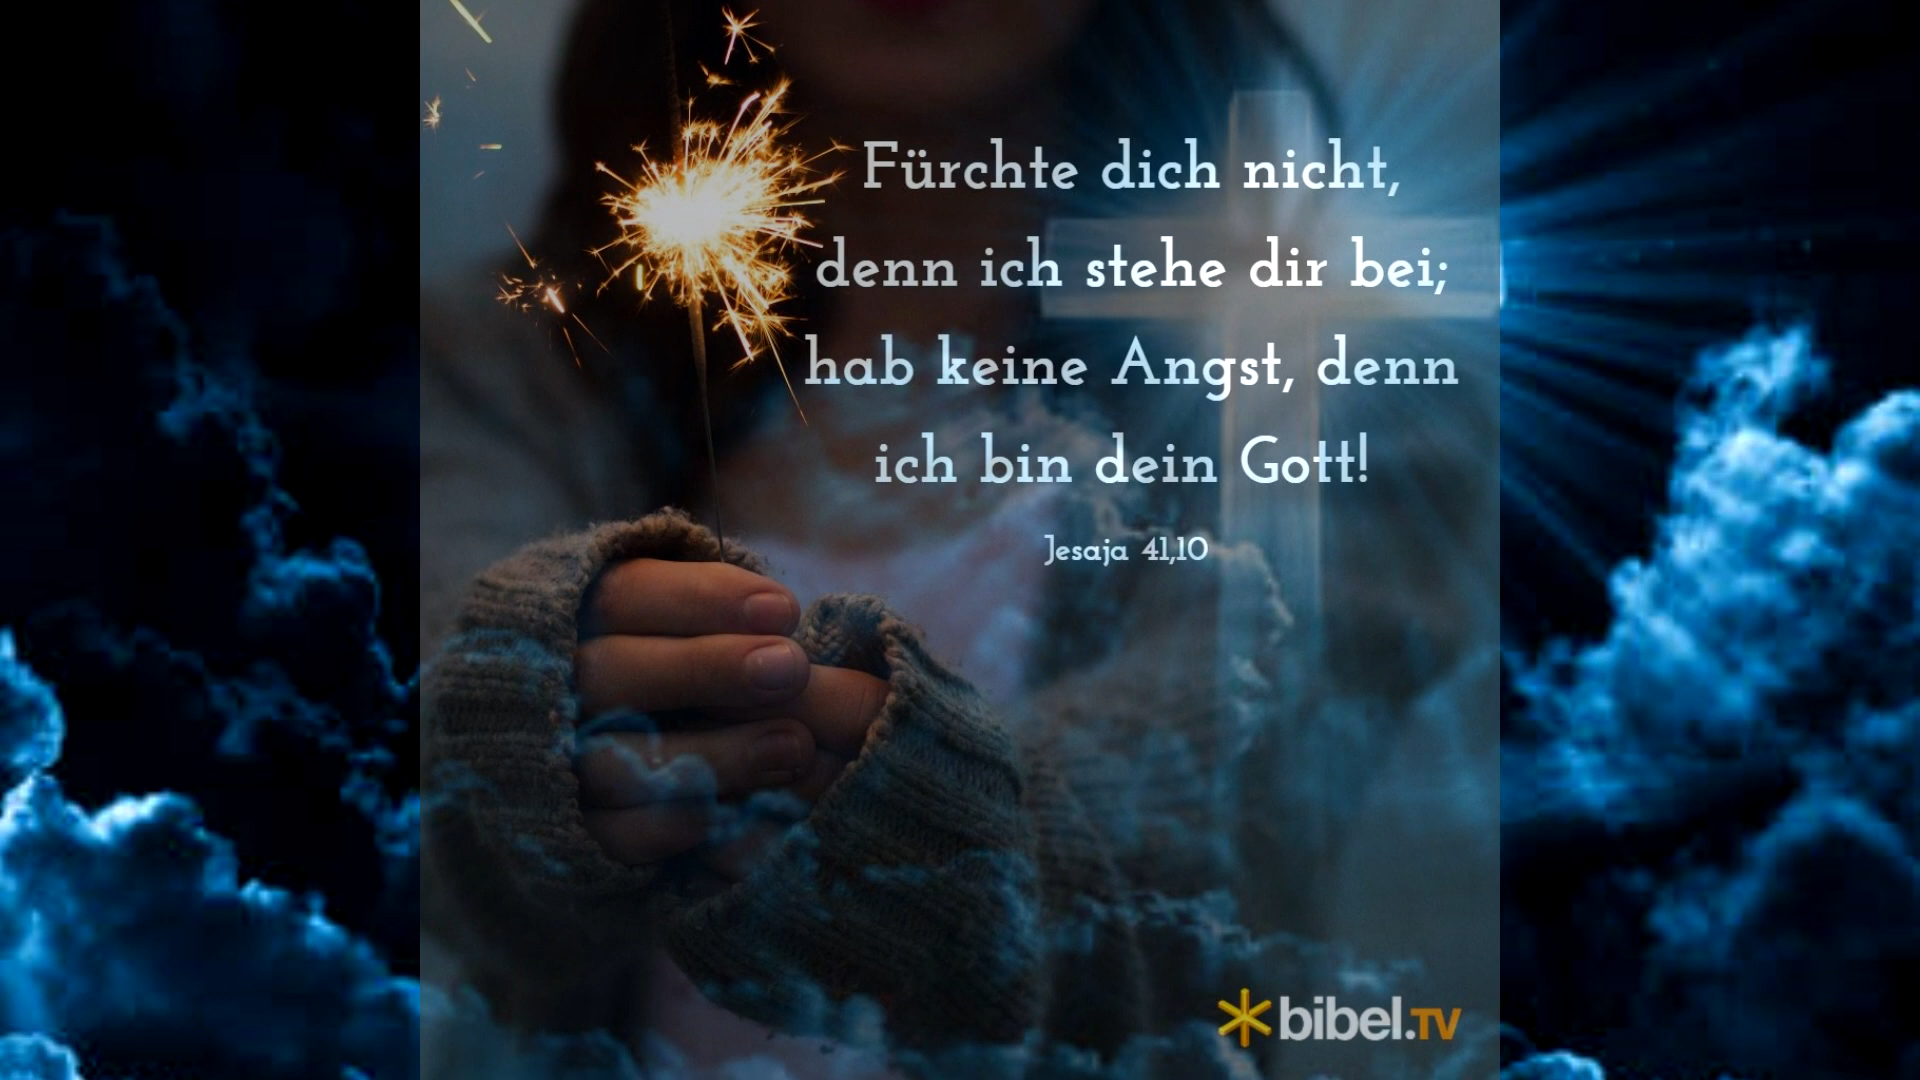 Fürchte dich nicht,
denn ich stehe dir bei;
hab keine Angst, denn
ich bin dein Gott!
Jesaja 41,10
bibel.TV